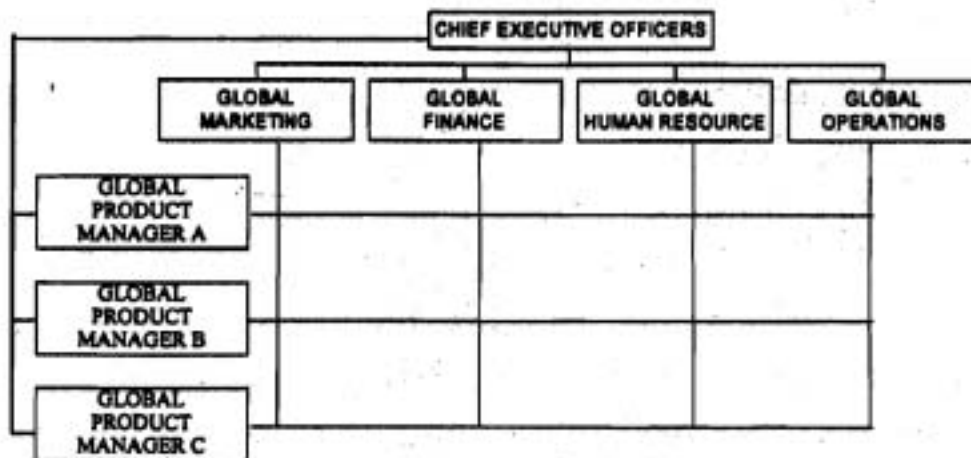 CHIEF EXECUTIVE OFFICERS
GLOBAL
MARKETING
GLOBAL
FINANCE
GLOBAL
HUMAN RESOURCE
GLOBAL
OPERATIONS
GLOBAL
PRODUCT
MANAGER A
GLOBAL
PRODUCT
MANAGER B
GLOBAL
PRODUCT
MANAGER C